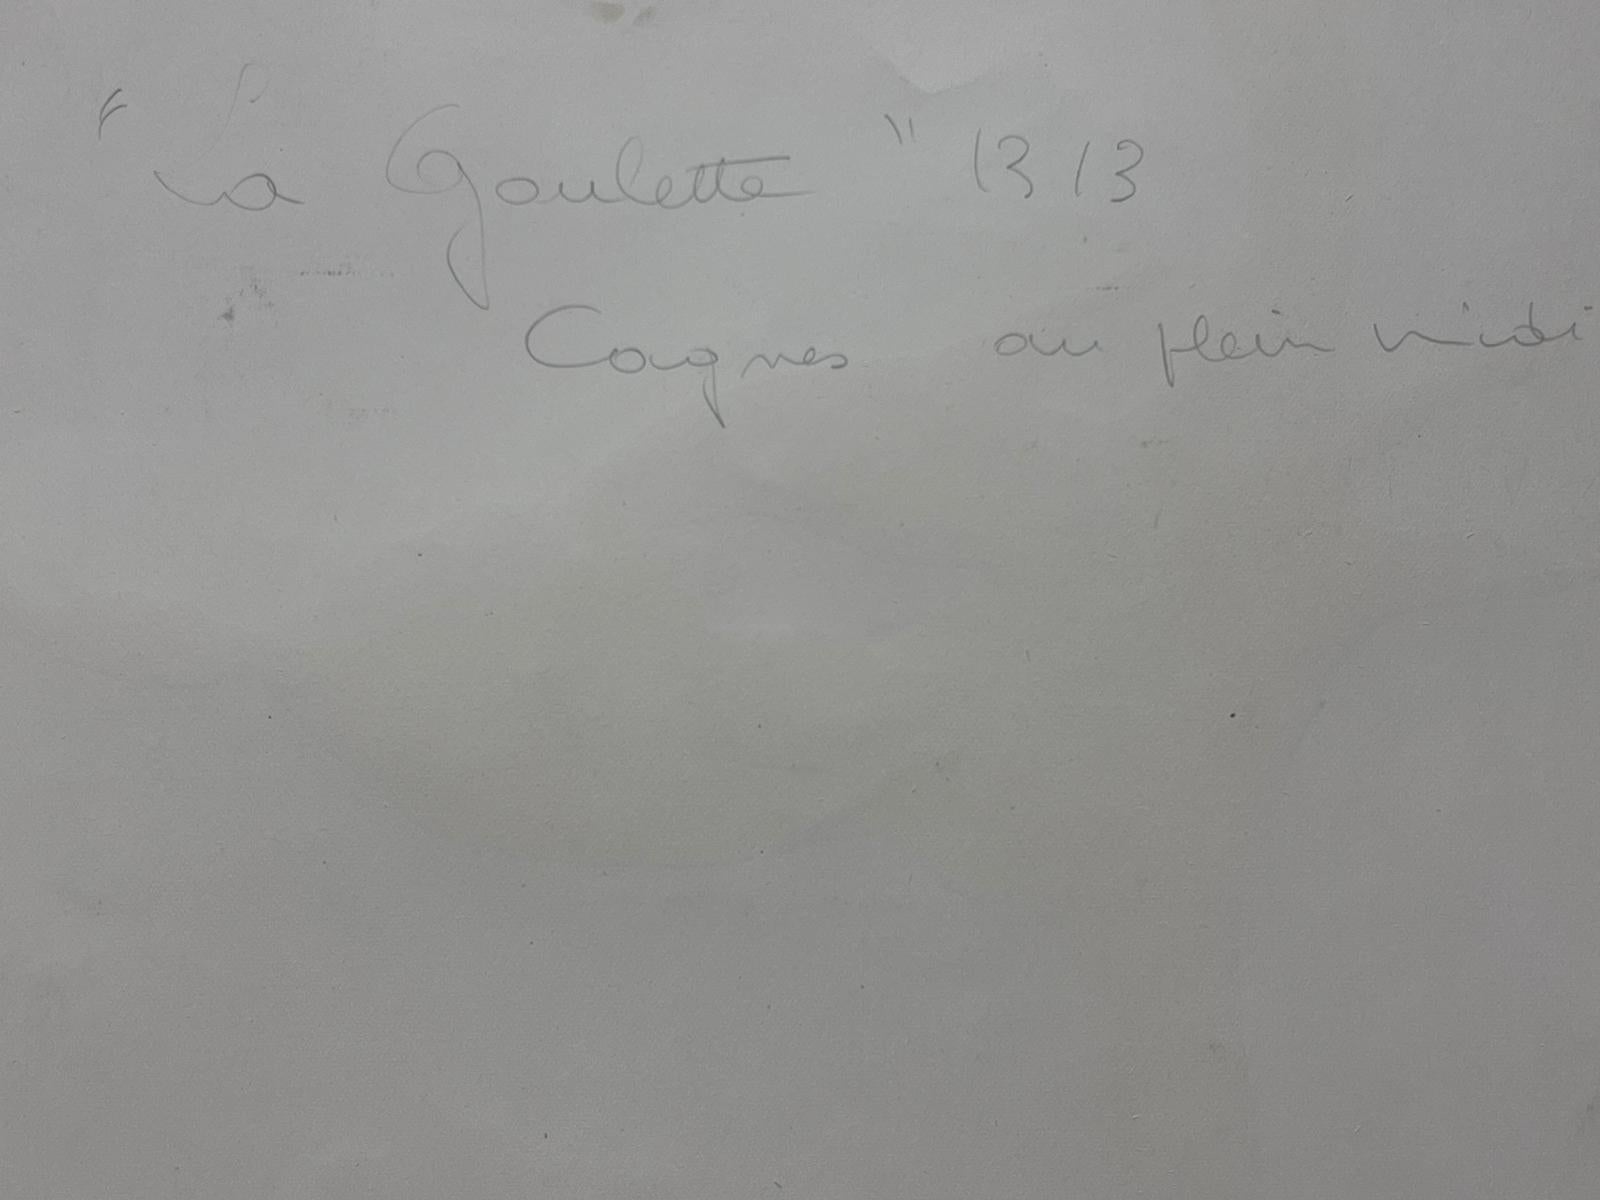 "La Goulette" 1313
Cagnes au plein midi